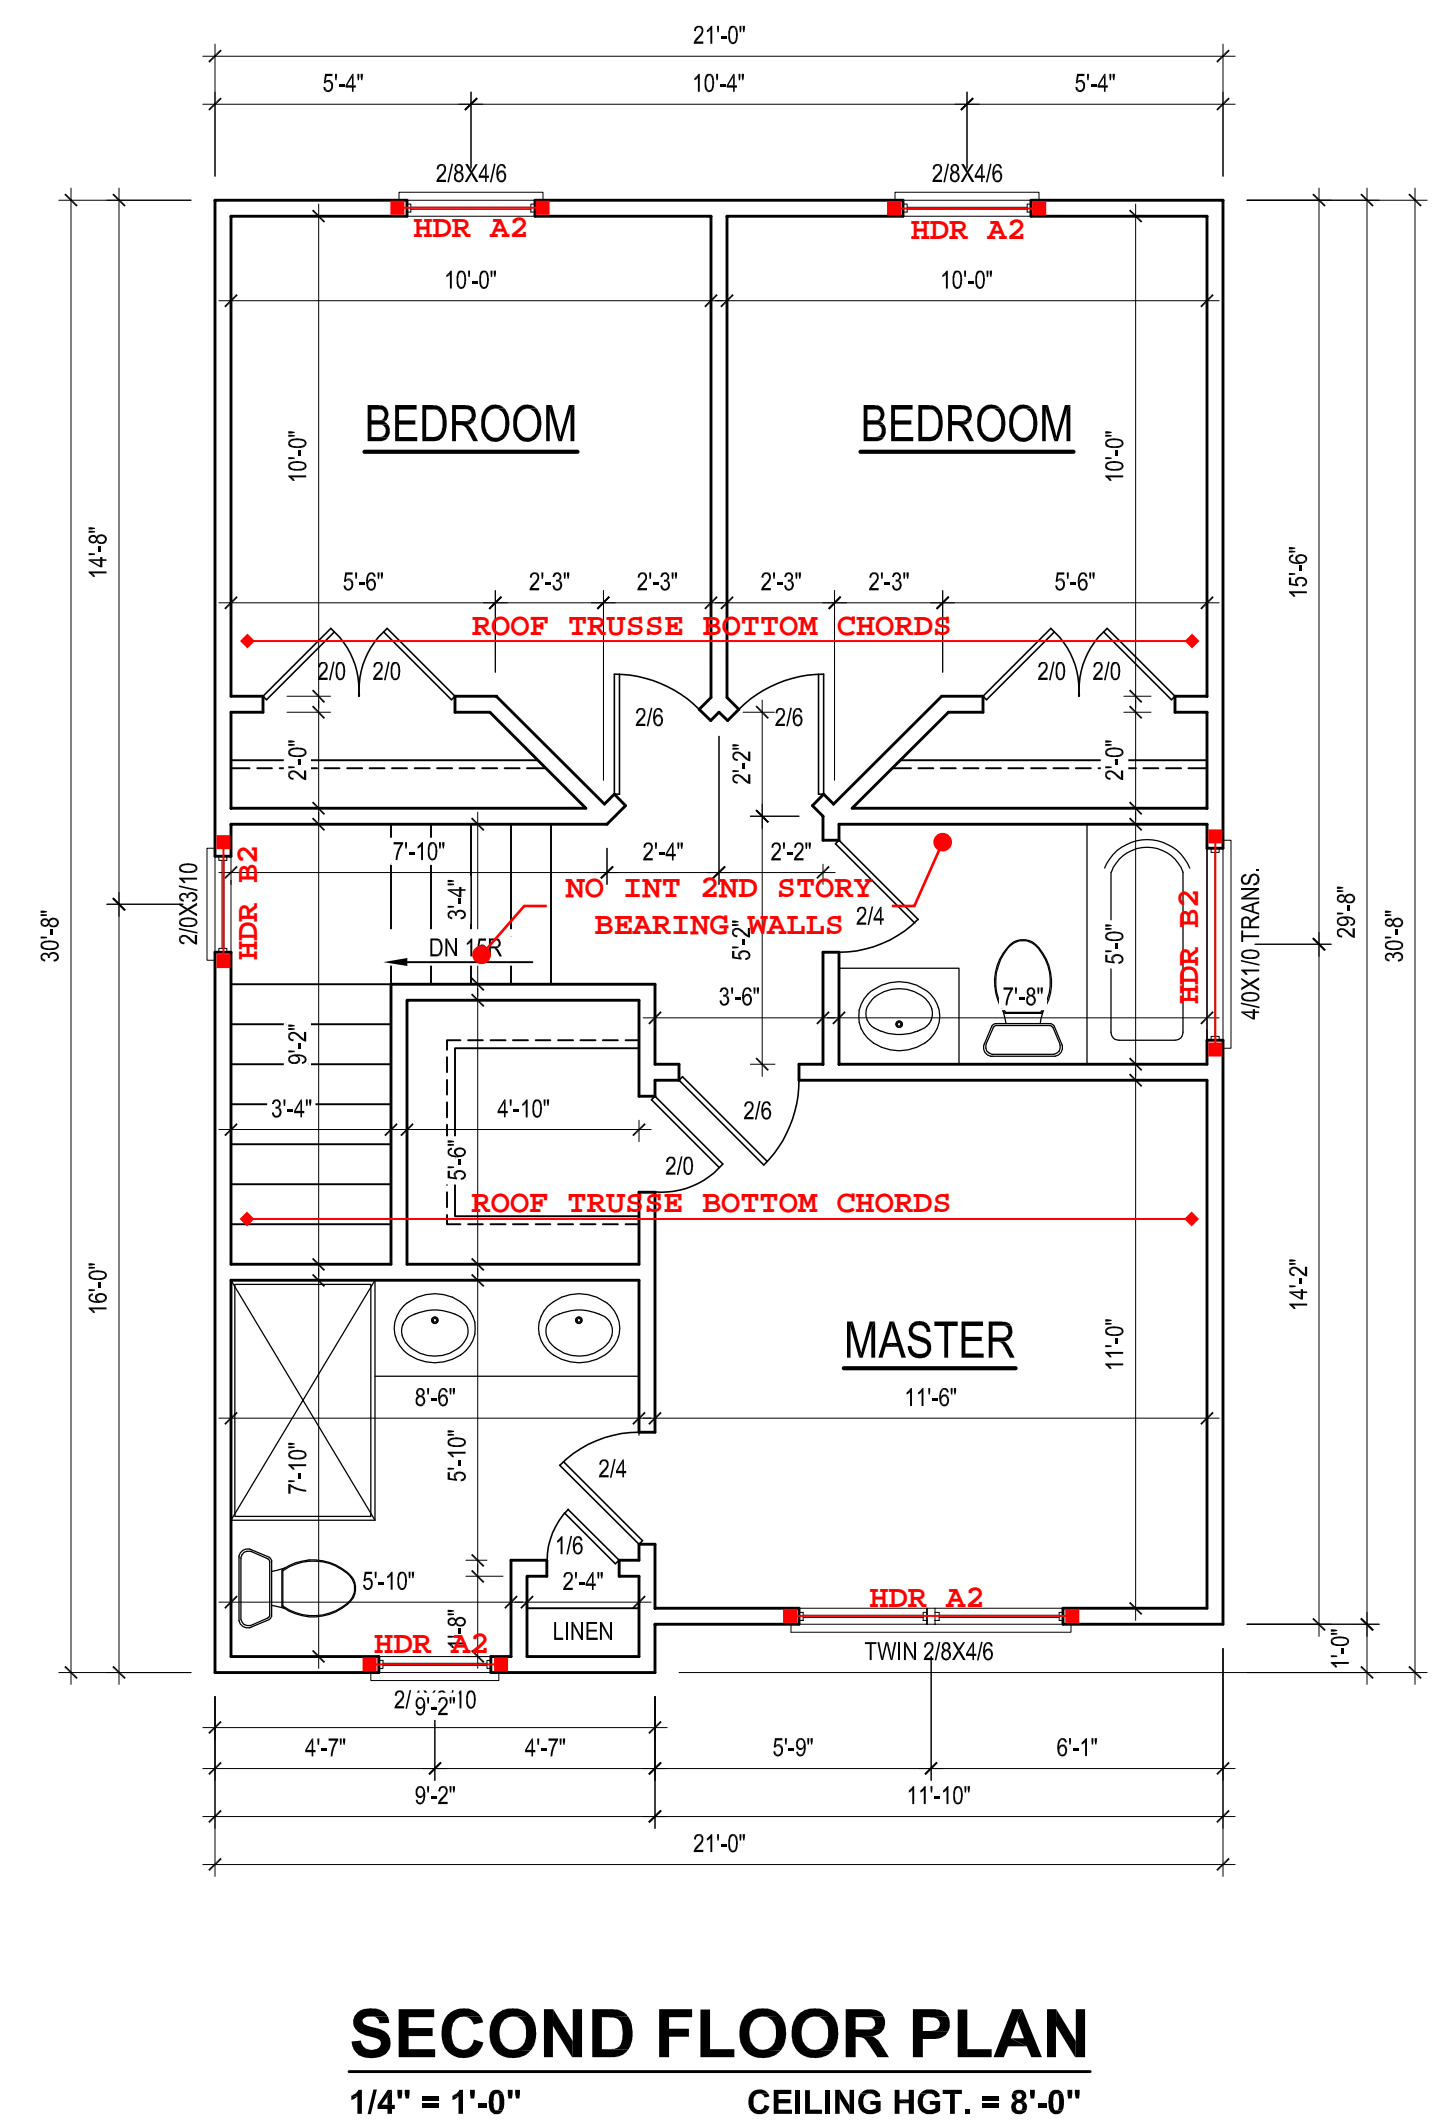 21'-0"
5'-4" 10'-4" 5'-4"
2/8X4/6 2/8X4/6
HDR A2 HDR A2
10'-0" 10'-0"
BEDROOM BEDROOM
10'-0" 10'-0"
14'-8"
15'-6"
5'-6" 2'-3" 2'-3" 2'-3" 2'-3" 5'-6"
ROOF TRUSSE BOTTOM CHORDS
2/0 2/0 2/0 2/0
2/6 2/6
2'-0" 2'-2" 2'-0"
7'-10" 2'-4" 2'-2"
2/0X3/10
HDR B2
3'-4"
NO INT 2ND STORY
BEARING WALLS
2/4
HDR B2
4/0X1/0 TRANS.
30'-8"
29'-8"
30'-8"
DN 15R
5'-2"
5'-0"
3'-6" 7'-8"
9'-2"
3'-4" 4'-10" 2/6
5'-6"
2/0
ROOF TRUSSE BOTTOM CHORDS
16'-0"
14'-2"
MASTER
11'-0"
8'-6" 11'-6"
7'-10" 5'-10" 2/4
1/6
5'-10" 2'-4"
HDR A2
LINEN
HDR A2
TWIN 2/8X4/6
1'-0"
9'-2"
4'-7" 4'-7" 5'-9" 6'-1"
9'-2" 11'-10"
21'-0"
SECOND FLOOR PLAN
1/4" = 1'-0" CEILING HGT. = 8'-0"